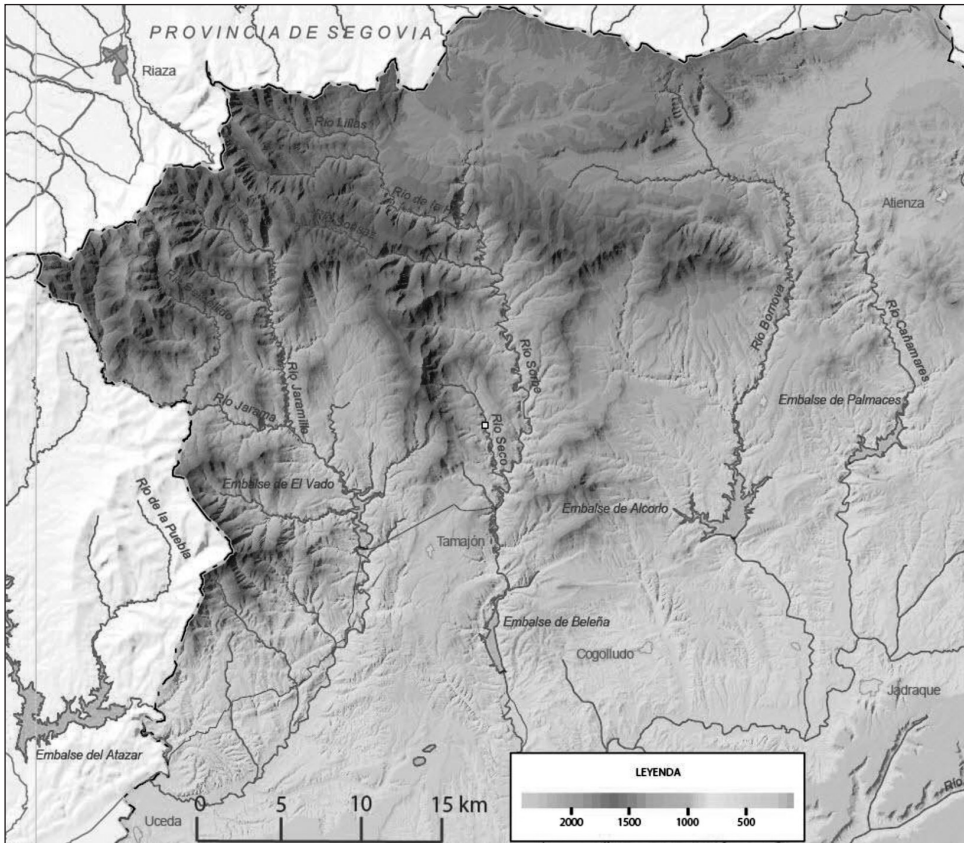 PROVINCIA DE SEGOVIA
Riaza
Río Lillas
Río de la
Atienza
Río Bornova
Río Cañamares
Río Sorbe
Río Jaramillo
Embalse de Palmaces
Río Jarama
Río Seco
Embalse de El Vado
Río de la Puebla
Embalse de Alcorlo
Tamajón
Embalse de Beleña
Cogolludo
Jadraque
Embalse del Atazar
LEYENDA
0 5 10 15 km
2000 1500 1000 500
Uceda
Río